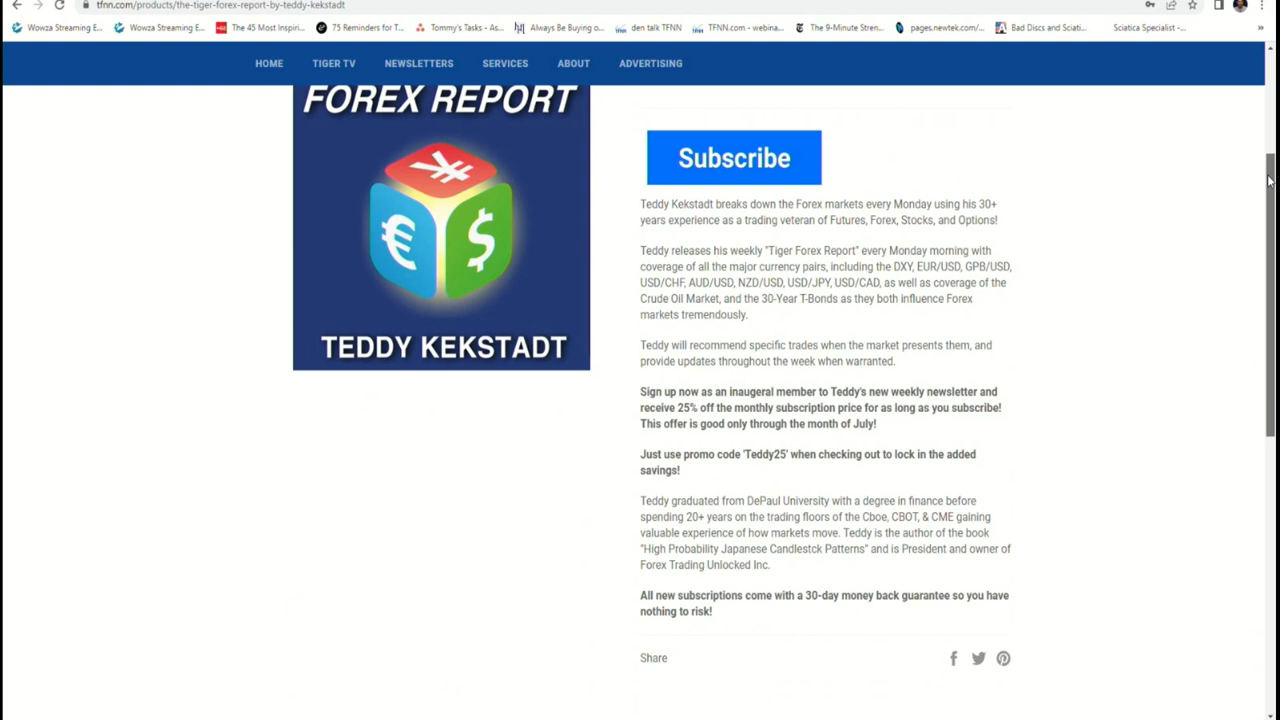 tfnn.com/products/the-tiger-forex-report-by-teddy-kekstadt
Wowza Streaming E...
Wowza Streaming E...
The 45 Most Inspiri...
75 Reminders for T...
Tommy's Tasks - As...
Always Be Buying o...
den talk TFNN
TFNN.com - webina...
The 9-Minute Stren...
pages.newtek.com/...
Bad Discs and Sciati...
Sciatica Specialist -...
HOME
TIGER TV
NEWSLETTERS
SERVICES
ABOUT
ADVERTISING
FOREX REPORT
¥
€
$
TEDDY KEKSTADT
Subscribe
Teddy Kekstadt breaks down the Forex markets every Monday using his 30+
years experience as a trading veteran of Futures, Forex, Stocks, and Options!
Teddy releases his weekly "Tiger Forex Report" every Monday morning with
coverage of all the major currency pairs, including the DXY, EUR/USD, GPB/USD,
USD/CHF, AUD/USD, NZD/USD, USD/JPY, USD/CAD, as well as coverage of the
Crude Oil Market, and the 30-Year T-Bonds as they both influence Forex
markets tremendously.
Teddy will recommend specific trades when the market presents them, and
provide updates throughout the week when warranted.
Sign up now as an inaugeral member to Teddy's new weekly newsletter and
receive 25% off the monthly subscription price for as long as you subscribe!
This offer is good only through the month of July!
Just use promo code 'Teddy25' when checking out to lock in the added
savings!
Teddy graduated from DePaul University with a degree in finance before
spending 20+ years on the trading floors of the Cboe, CBOT, & CME gaining
valuable experience of how markets move. Teddy is the author of the book
"High Probability Japanese Candlestck Patterns" and is President and owner of
Forex Trading Unlocked Inc.
All new subscriptions come with a 30-day money back guarantee so you have
nothing to risk!
Share